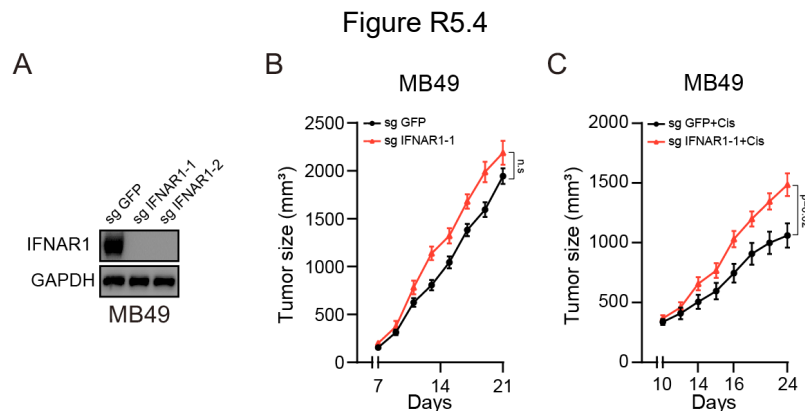 Figure R5.4
A
sg GFP
sg IFNAR1-1
sg IFNAR1-2
IFNAR1
GAPDH
MB49
B
MB49
sg GFP
sg IFNAR1-1
Tumor size (mm³)
2500
2000
1500
1000
500
0
7
14
21
Days
n.s
C
MB49
sg GFP+Cis
sg IFNAR1-1+Cis
Tumor size (mm³)
2000
1500
1000
500
0
10
14
16
24
Days